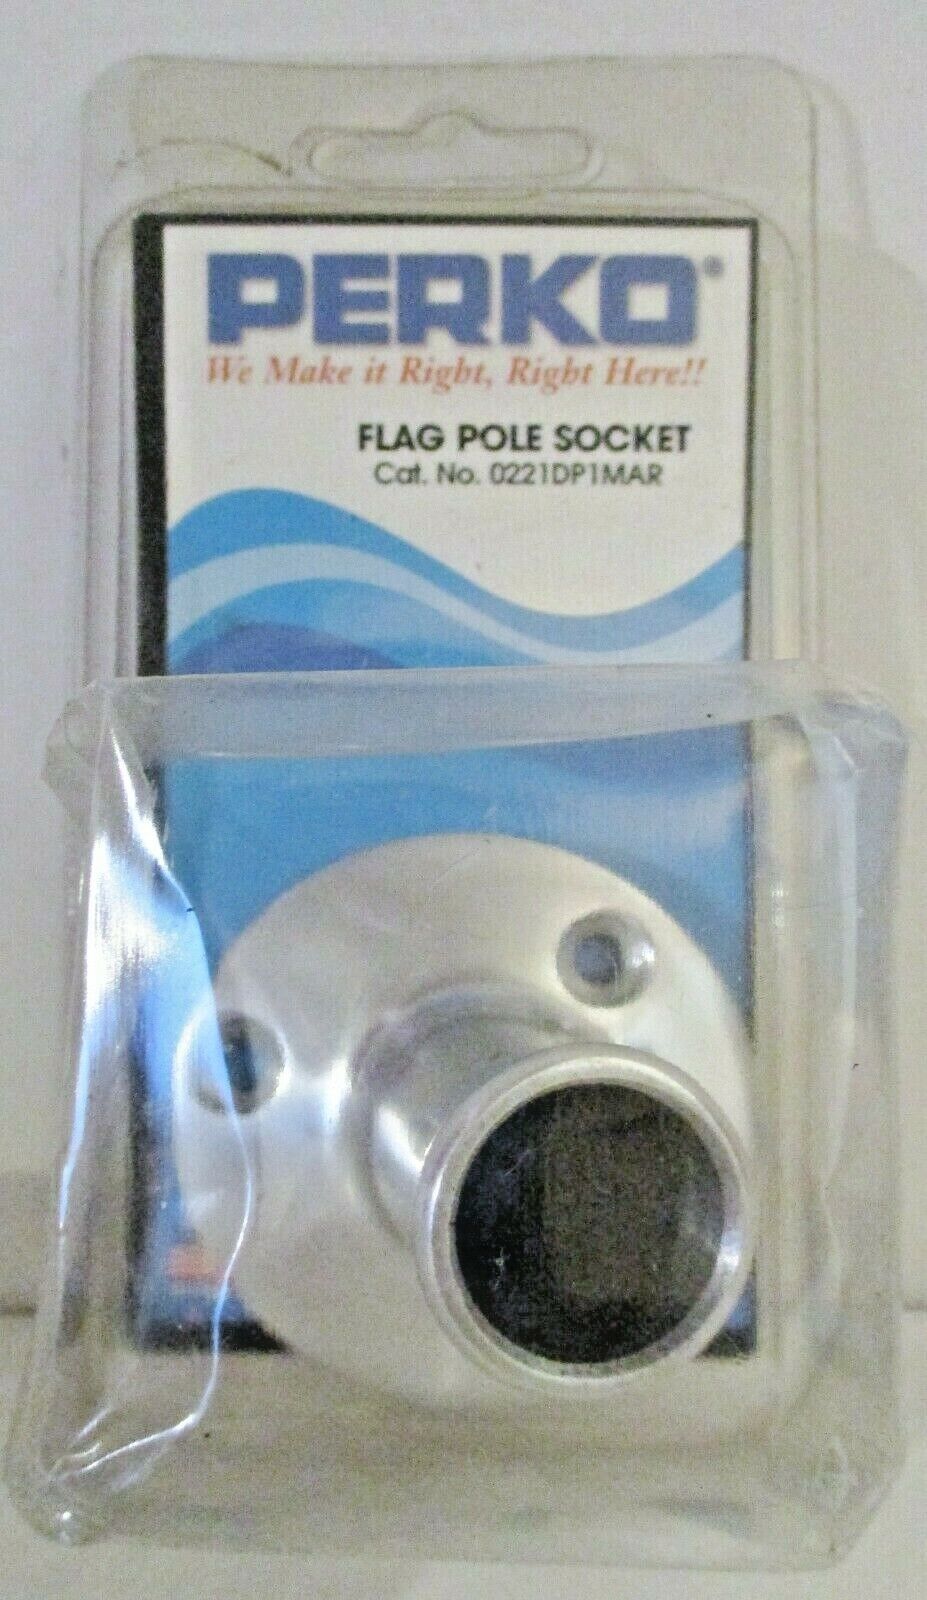 PERKO®
We Make it Right, Right Here!!
FLAG POLE SOCKET
Cat. No. 0221DP1MAR